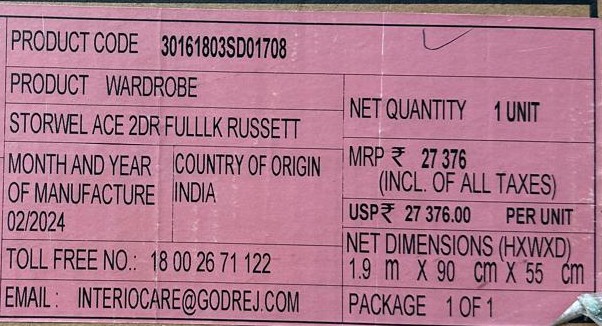 PRODUCT CODE 30161803SD01708
PRODUCT WARDROBE
STORWEL ACE 2DR FULLLK RUSSETT
MONTH AND YEAR
OF MANUFACTURE
02/2024
COUNTRY OF ORIGIN
INDIA
TOLL FREE NO.: 18 00 26 71 122
EMAIL : INTERIOCARE@GODREJ.COM
NET QUANTITY 1 UNIT
MRP ₹ 27 376
(INCL. OF ALL TAXES)
USP ₹ 27 376.00 PER UNIT
NET DIMENSIONS (HXWXD)
1.9 m X 90 cm X 55 cm
PACKAGE 1 OF 1